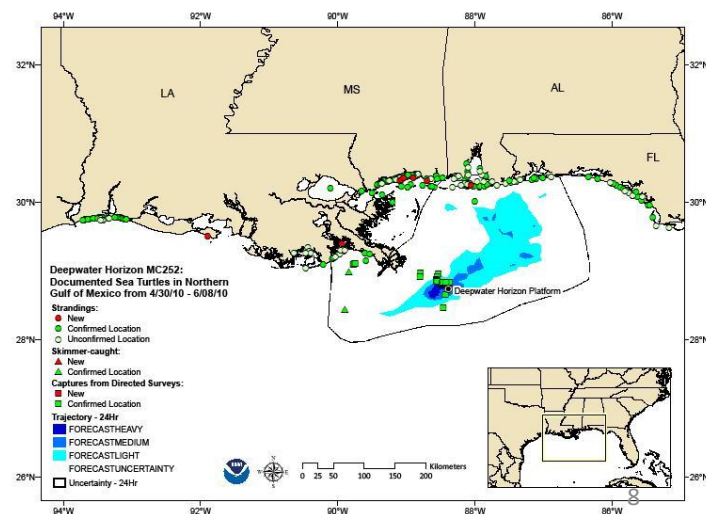 94°W 92°W 90°W 88°W 86°W
32°N 32°N
LA MS AL
FL
30°N 30°N
Deepwater Horizon MC252:
Documented Sea Turtles in Northern
Gulf of Mexico from 4/30/10 - 6/08/10
Strandings:
New
Confirmed Location
Unconfirmed Location
Skimmer-caught:
New
Confirmed Location
Captures from Directed Surveys:
New
Confirmed Location
Trajectory - 24Hr
FORECASTHEAVY
FORECASTMEDIUM
FORECASTLIGHT
FORECASTUNCERTAINTY
Uncertainty - 24Hr
Deepwater Horizon Platform
28°N 28°N
Kilometers
0 25 50 100 150 200
26°N 26°N
8
94°W 92°W 90°W 88°W 86°W